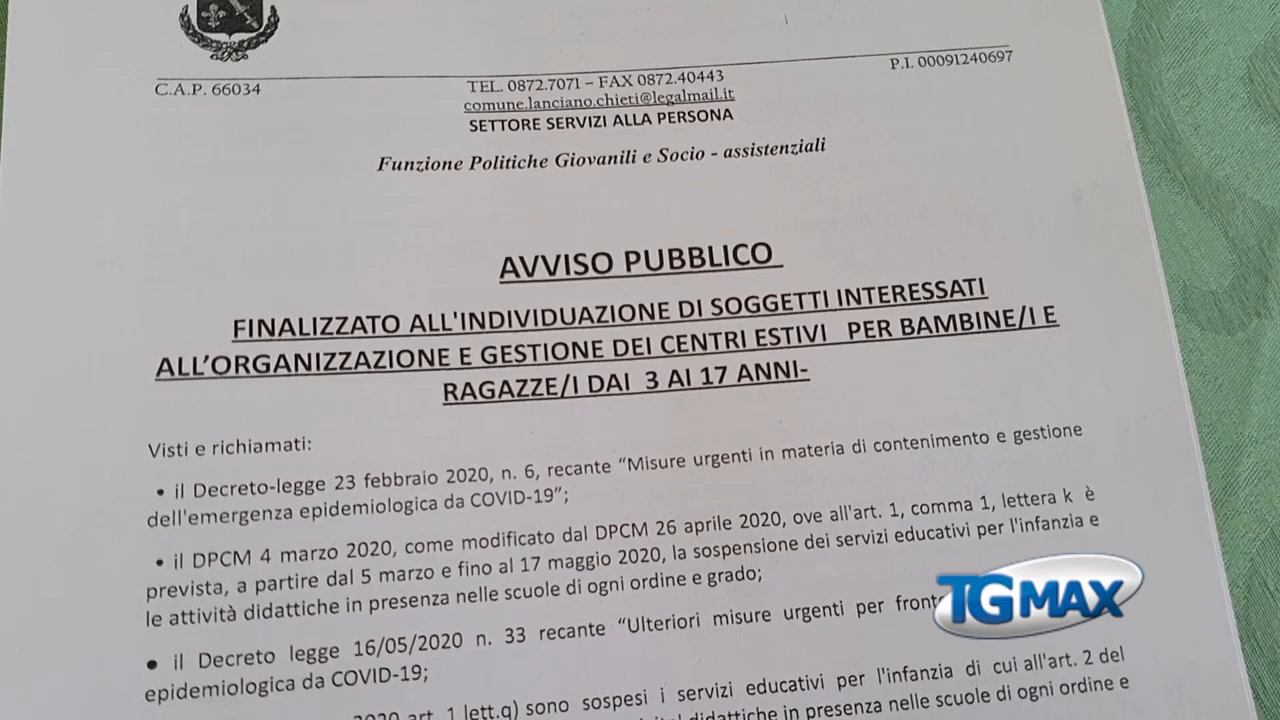 C.A.P. 66034
TEL. 0872.7071 – FAX 0872.40443
P.I. 00091240697
comune.lanciano.chieti@legalmail.it
SETTORE SERVIZI ALLA PERSONA
Funzione Politiche Giovanili e Socio - assistenziali
AVVISO PUBBLICO
FINALIZZATO ALL'INDIVIDUAZIONE DI SOGGETTI INTERESSATI
ALL’ORGANIZZAZIONE E GESTIONE DEI CENTRI ESTIVI PER BAMBINE/I E
RAGAZZE/I DAI 3 AI 17 ANNI-
Visti e richiamati:
• il Decreto-legge 23 febbraio 2020, n. 6, recante “Misure urgenti in materia di contenimento e gestione
dell'emergenza epidemiologica da COVID-19”;
• il DPCM 4 marzo 2020, come modificato dal DPCM 26 aprile 2020, ove all'art. 1, comma 1, lettera k è
prevista, a partire dal 5 marzo e fino al 17 maggio 2020, la sospensione dei servizi educativi per l'infanzia e
le attività didattiche in presenza nelle scuole di ogni ordine e grado;
• il Decreto legge 16/05/2020 n. 33 recante “Ulteriori misure urgenti per
epidemiologica da COVID-19;
TGMAX
2020 art. 1 lett.q) sono sospesi i servizi educativi per l'infanzia di cui all'art. 2 del
didattiche in presenza nelle scuole di ogni ordine e